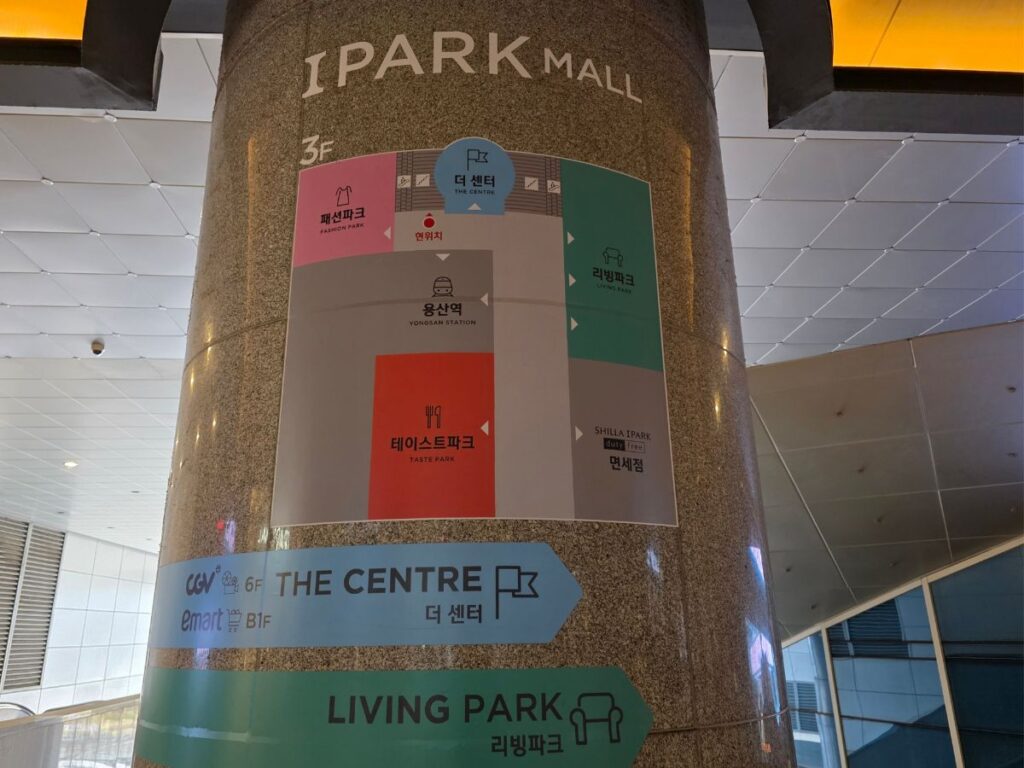 IPARK MALL
3F
더 센터
THE CENTRE
패션파크
FASHION PARK
현위치
리빙파크
LIVING PARK
용산역
YONGSAN STATION
테이스트파크
TASTE PARK
SHILLA IPARK
duty free
면세점
CGV 6F THE CENTRE
emart B1F 더 센터
LIVING PARK
리빙파크